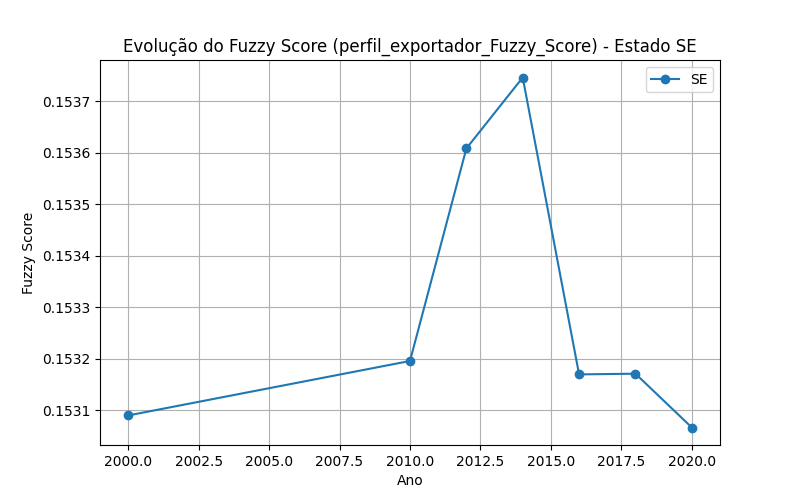 Evolução do Fuzzy Score (perfil_exportador_Fuzzy_Score) - Estado SE
SE
0.1537
0.1536
0.1535
0.1534
0.1533
0.1532
0.1531
Fuzzy Score
2000.0 2002.5 2005.0 2007.5 2010.0 2012.5 2015.0 2017.5 2020.0
Ano